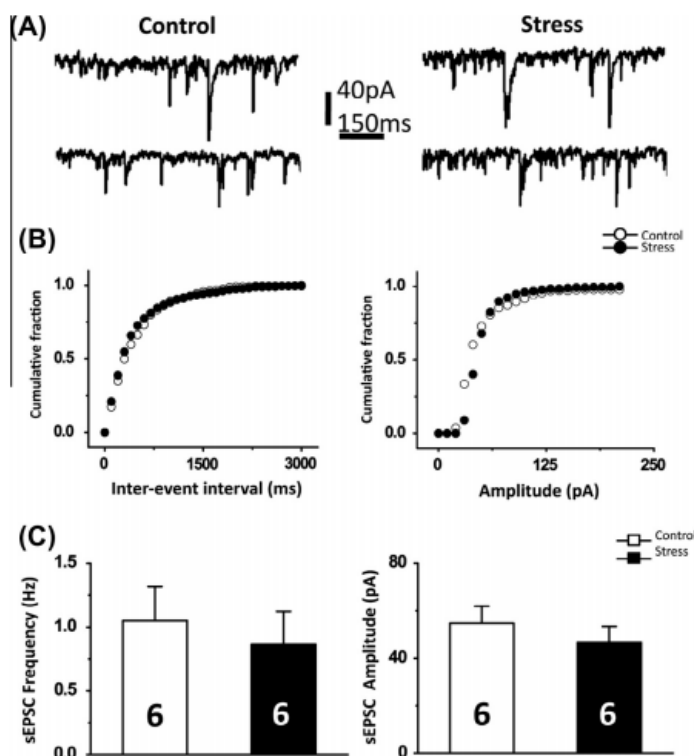 (A)
Control
Stress
40pA
150ms
(B)
Control
Stress
Cumulative fraction
1.0
0.5
0.0
0
1500
3000
Inter-event interval (ms)
Cumulative fraction
1.0
0.5
0.0
0
125
250
Amplitude (pA)
(C)
Control
Stress
sEPSC Frequency (Hz)
1.5
1.0
0.5
0.0
6
6
sEPSC Amplitude (pA)
80
40
0
6
6